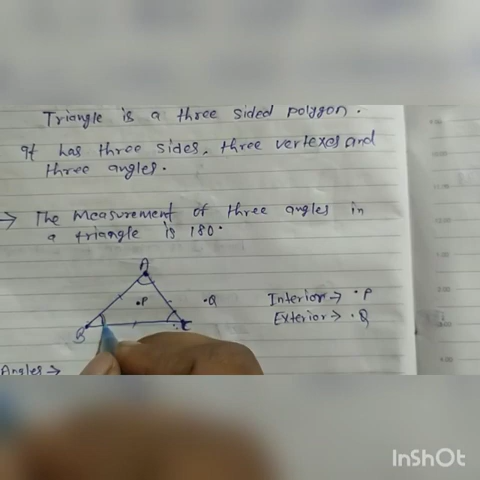 Triangle is a three sided polygon.
It has three sides, three vertexes and
three angles.
→ The measurement of three angles in
a triangle is 180.
A
•P
•Q
B
C
Interior → •P
Exterior → •Q
Angles →
InShOt